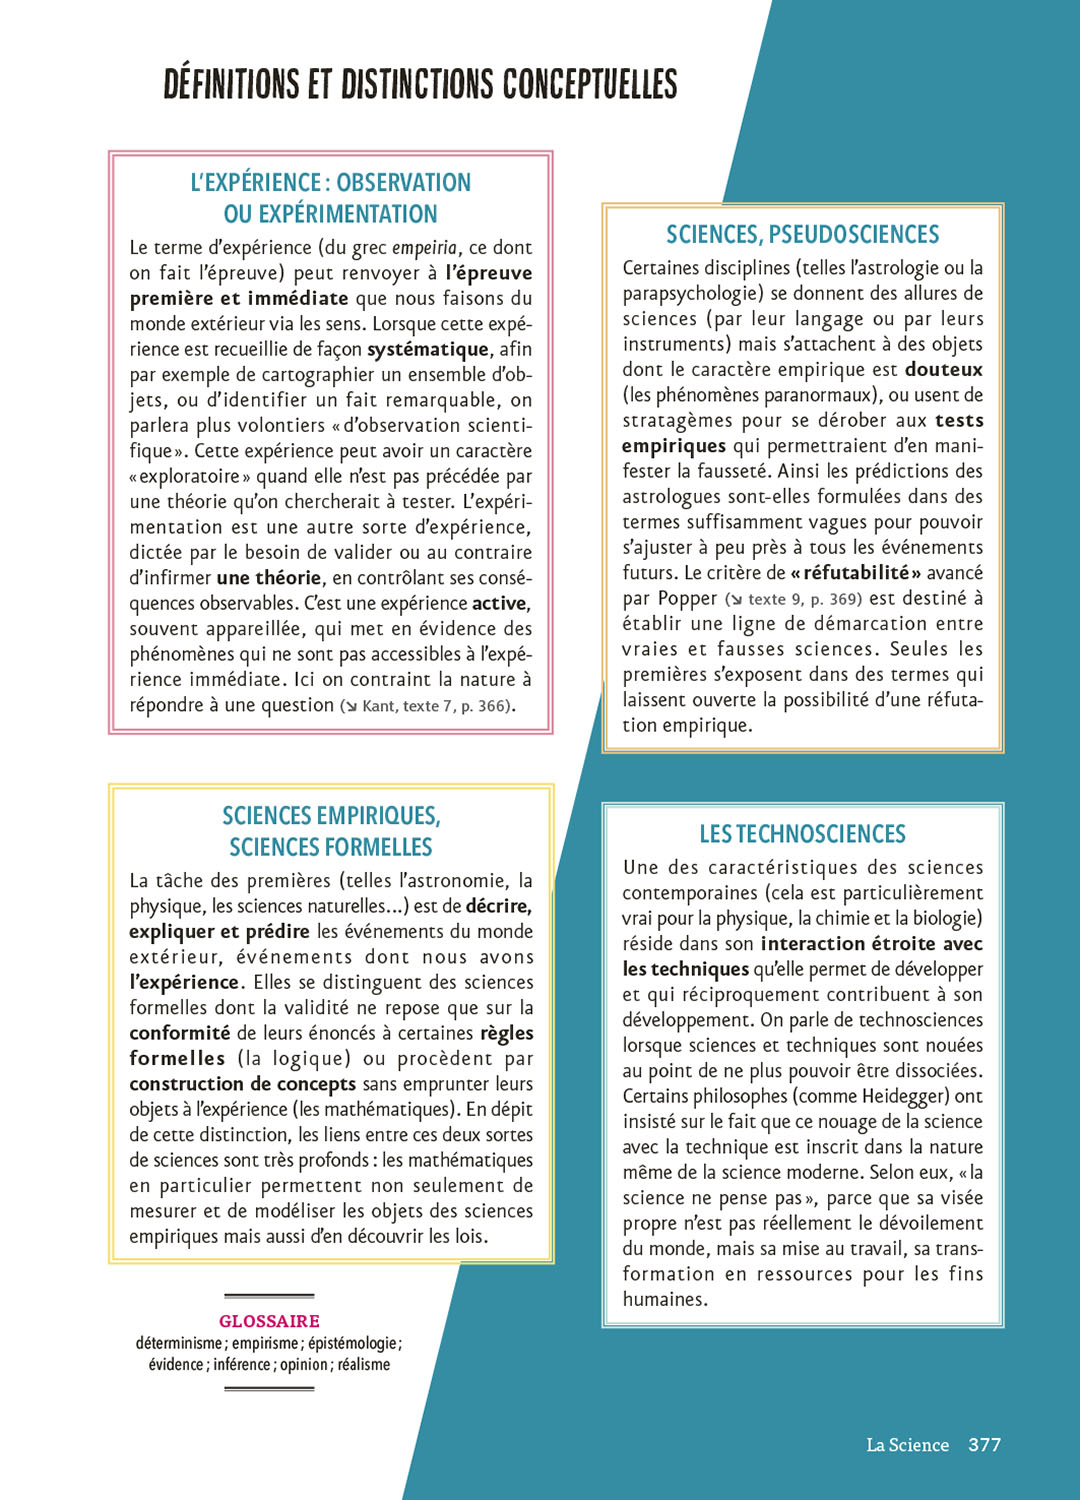 DÉFINITIONS ET DISTINCTIONS CONCEPTUELLES
L'EXPÉRIENCE : OBSERVATION
OU EXPÉRIMENTATION
Le terme d'expérience (du grec empeiria, ce dont
on fait l'épreuve) peut renvoyer à l'épreuve
première et immédiate que nous faisons du
monde extérieur via les sens. Lorsque cette expé-
rience est recueillie de façon systématique, afin
par exemple de cartographier un ensemble d'ob-
jets, ou d'identifier un fait remarquable, on
parlera plus volontiers « d'observation scienti-
fique ». Cette expérience peut avoir un caractère
« exploratoire » quand elle n'est pas précédée par
une théorie qu'on chercherait à tester. L'expéri-
mentation est une autre sorte d'expérience,
dictée par le besoin de valider ou au contraire
d'infirmer une théorie, en contrôlant ses consé-
quences observables. C'est une expérience active,
souvent appareillée, qui met en évidence des
phénomènes qui ne sont pas accessibles à l'expé-
rience immédiate. Ici on contraint la nature à
répondre à une question (↘ Kant, texte 7, p. 366).
SCIENCES EMPIRIQUES,
SCIENCES FORMELLES
La tâche des premières (telles l'astronomie, la
physique, les sciences naturelles...) est de décrire,
expliquer et prédire les événements du monde
extérieur, événements dont nous avons
l'expérience. Elles se distinguent des sciences
formelles dont la validité ne repose que sur la
conformité de leurs énoncés à certaines règles
formelles (la logique) ou procèdent par
construction de concepts sans emprunter leurs
objets à l'expérience (les mathématiques). En dépit
de cette distinction, les liens entre ces deux sortes
de sciences sont très profonds : les mathématiques
en particulier permettent non seulement de
mesurer et de modéliser les objets des sciences
empiriques mais aussi d'en découvrir les lois.
GLOSSAIRE
déterminisme ; empirisme ; épistémologie ;
évidence ; inférence ; opinion ; réalisme
SCIENCES, PSEUDOSCIENCES
Certaines disciplines (telles l'astrologie ou la
parapsychologie) se donnent des allures de
sciences (par leur langage ou par leurs
instruments) mais s'attachent à des objets
dont le caractère empirique est douteux
(les phénomènes paranormaux), ou usent de
stratagèmes pour se dérober aux tests
empiriques qui permettraient d'en mani-
fester la fausseté. Ainsi les prédictions des
astrologues sont-elles formulées dans des
termes suffisamment vagues pour pouvoir
s'ajuster à peu près à tous les événements
futurs. Le critère de « réfutabilité » avancé
par Popper (↘ texte 9, p. 369) est destiné à
établir une ligne de démarcation entre
vraies et fausses sciences. Seules les
premières s'exposent dans des termes qui
laissent ouverte la possibilité d'une réfuta-
tion empirique.
LES TECHNOSCIENCES
Une des caractéristiques des sciences
contemporaines (cela est particulièrement
vrai pour la physique, la chimie et la biologie)
réside dans son interaction étroite avec
les techniques qu'elle permet de développer
et qui réciproquement contribuent à son
développement. On parle de technosciences
lorsque sciences et techniques sont nouées
au point de ne plus pouvoir être dissociées.
Certains philosophes (comme Heidegger) ont
insisté sur le fait que ce nouage de la science
avec la technique est inscrit dans la nature
même de la science moderne. Selon eux, « la
science ne pense pas », parce que sa visée
propre n'est pas réellement le dévoilement
du monde, mais sa mise au travail, sa trans-
formation en ressources pour les fins
humaines.
La Science 377